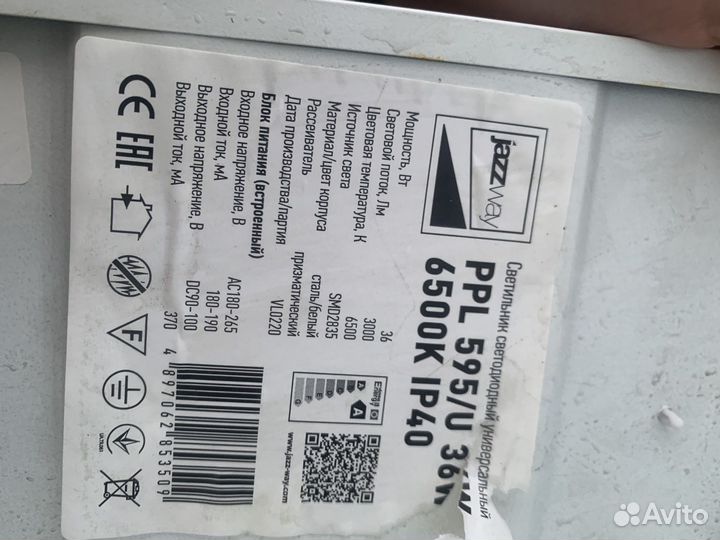 jazzway
Светильник светодиодный универсальный
PPL 595/U 36W
6500K IP40
Мощность, Вт 36
Световой поток, Лм 3000
Цветовая температура, К 6500
Источник света SMD2835
Материал/цвет корпуса сталь/белый
Рассеиватель призматический
Дата производства/партия VL0220
Блок питания (встроенный)
Входное напряжение, В AC180-265
Входной ток, мА 180-190
Выходное напряжение, В DC90-100
Выходной ток, мА 370
Energy
A
www.jazz-way.com
4 897062 853509
CE EAC
F
Avito